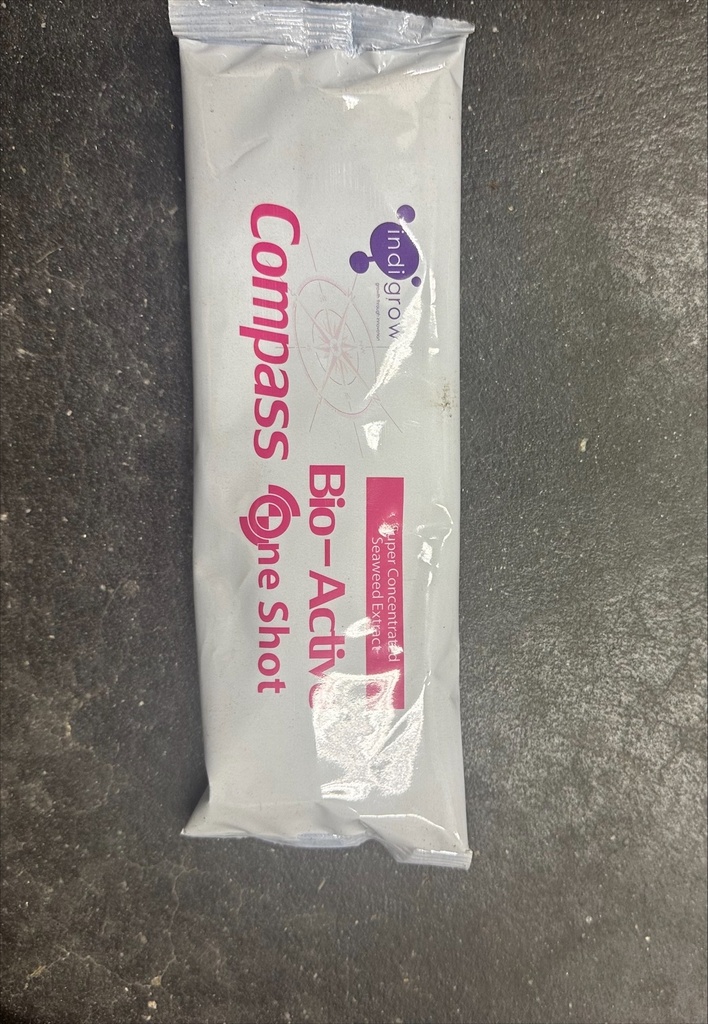 indigrow
Super Concentrated
Seaweed Extract
Bio-Active
Compass One Shot